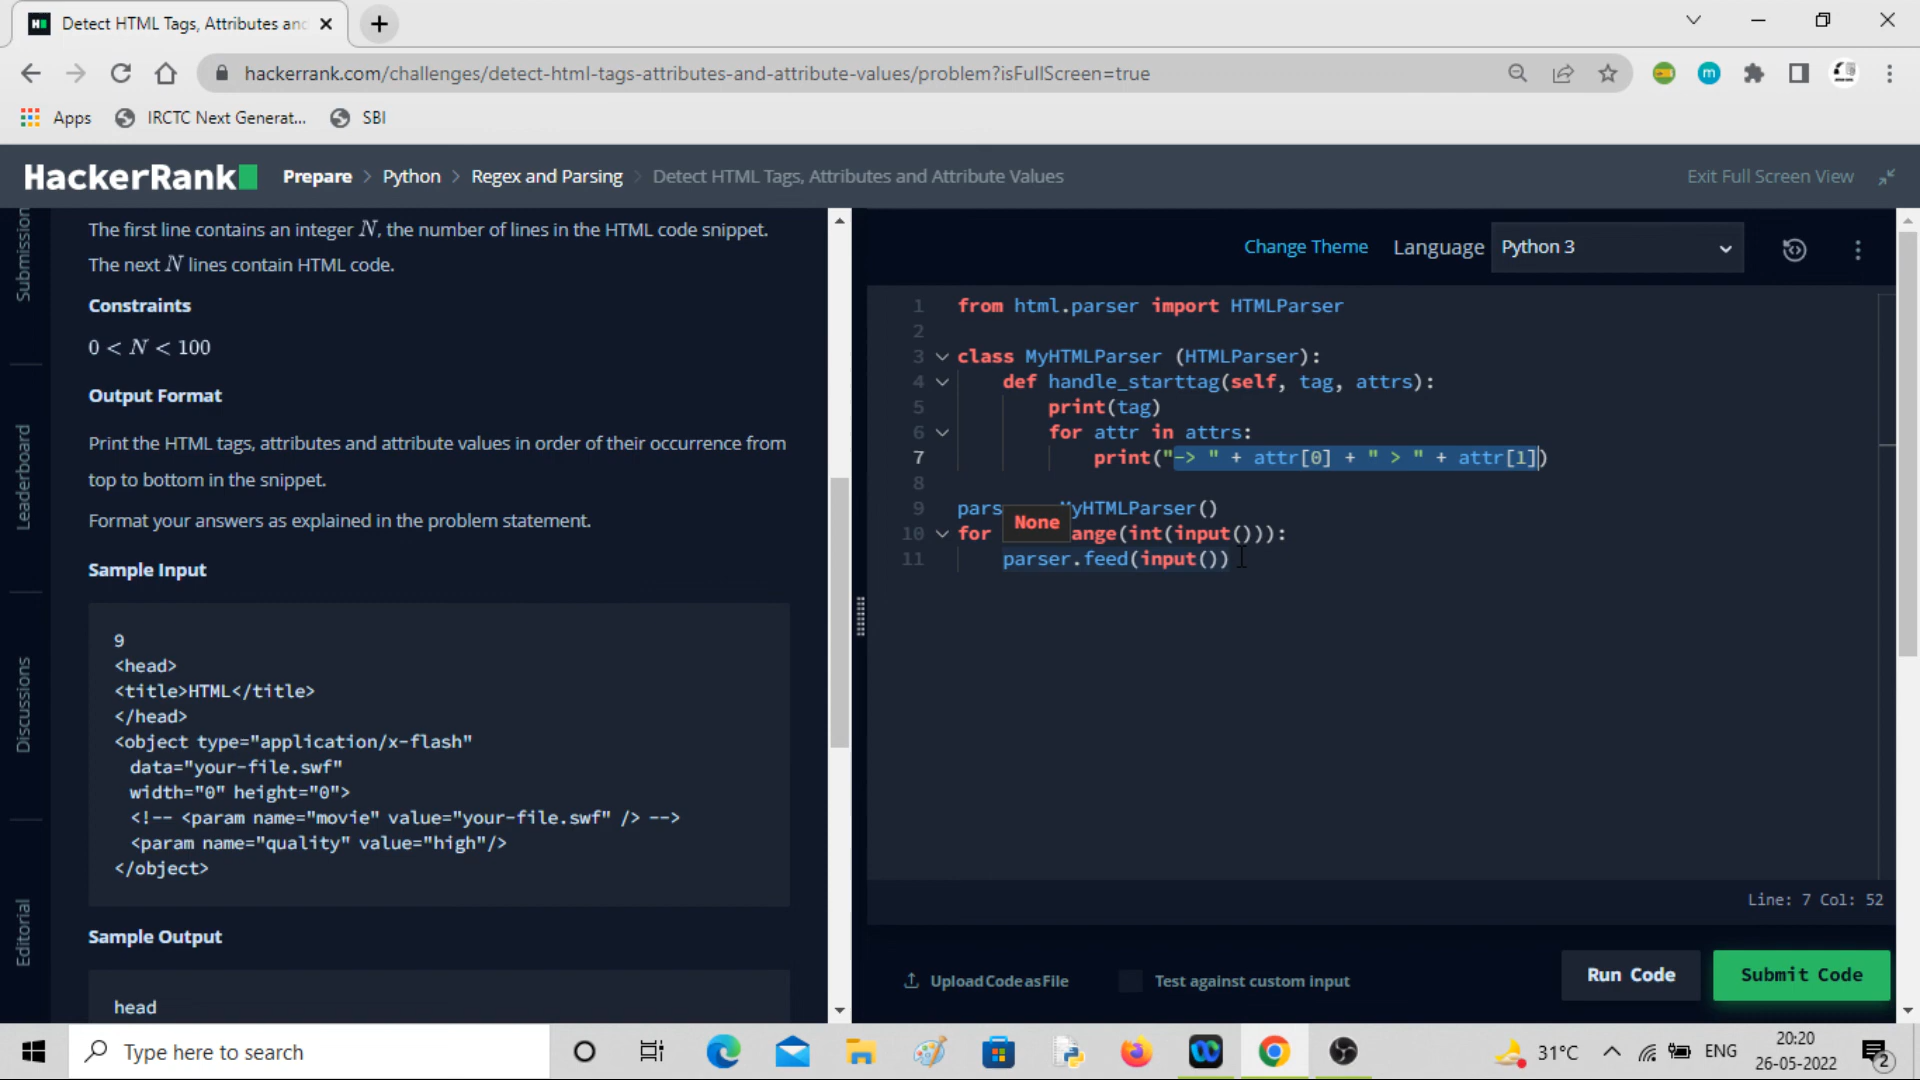 Detect HTML Tags, Attributes and
hackerrank.com/challenges/detect-html-tags-attributes-and-attribute-values/problem?isFullScreen=true
m
Apps
IRCTC Next Generat...
SBI
HackerRank
Prepare > Python > Regex and Parsing > Detect HTML Tags, Attributes and Attribute Values
Exit Full Screen View
Submission
Leaderboard
Discussions
Editorial
The first line contains an integer N, the number of lines in the HTML code snippet.
The next N lines contain HTML code.
Constraints
0 < N < 100
Output Format
Print the HTML tags, attributes and attribute values in order of their occurrence from
top to bottom in the snippet.
Format your answers as explained in the problem statement.
Sample Input
9
<head>
<title>HTML</title>
</head>
<object type="application/x-flash"
data="your-file.swf"
width="0" height="0">
<!-- <param name="movie" value="your-file.swf" /> -->
<param name="quality" value="high"/>
</object>
Sample Output
head
Change Theme
Language
Python 3
1 from html.parser import HTMLParser
2
3 class MyHTMLParser (HTMLParser):
4 def handle_starttag(self, tag, attrs):
5 print(tag)
6 for attr in attrs:
7 print("-> " + attr[0] + " > " + attr[1])
8
9 pars MyHTMLParser()
None
10 for ange(int(input())):
11 parser.feed(input())
Line: 7 Col: 52
Upload Code as File
Test against custom input
Run Code
Submit Code
Type here to search
31°C
ENG
20:20
26-05-2022
2